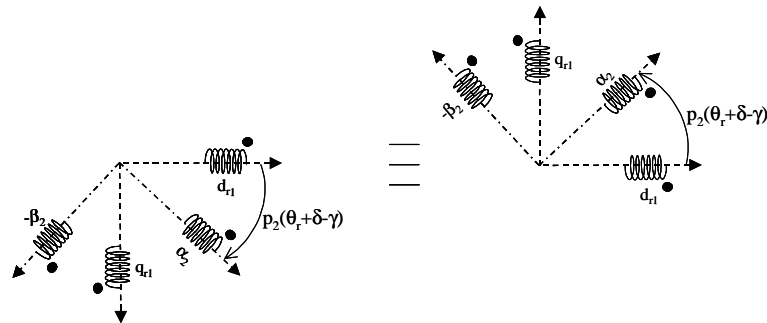 d_r1
p₂(θ_r+δ-γ)
-β₂
α₂
q_r1
q_r1
α₂
-β₂
p₂(θ_r+δ-γ)
d_r1